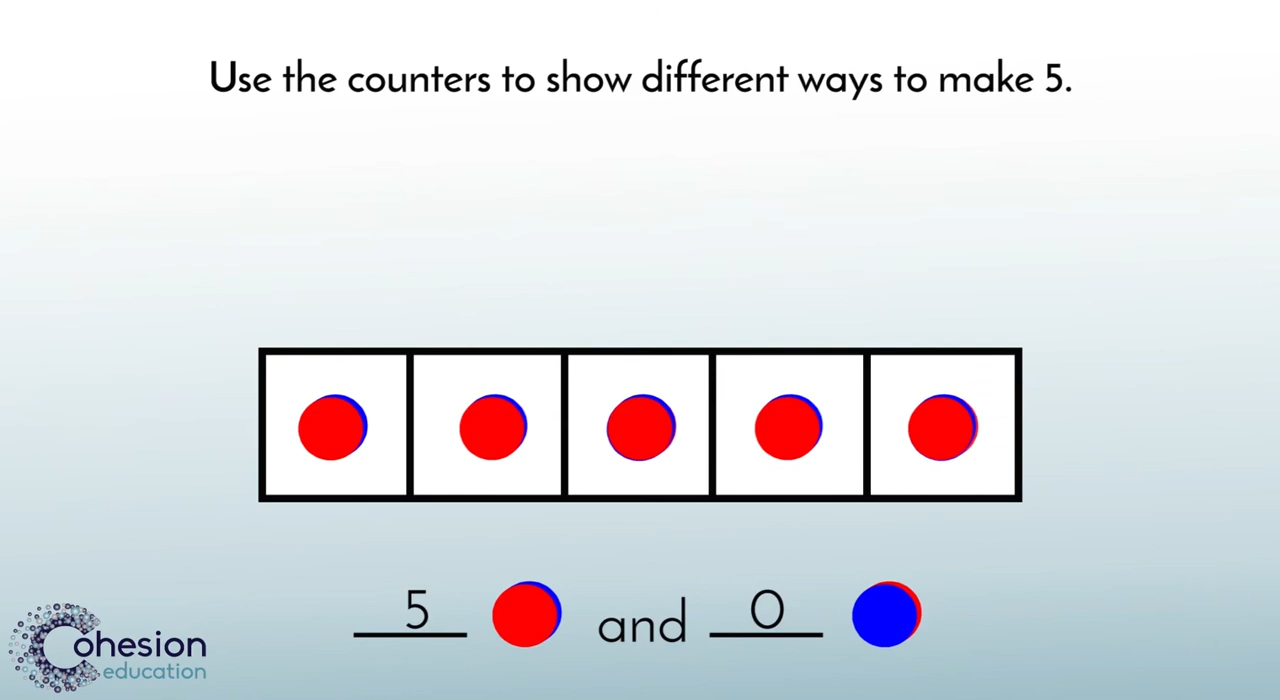 Use the counters to show different ways to make 5.
5 and 0
Cohesion
education